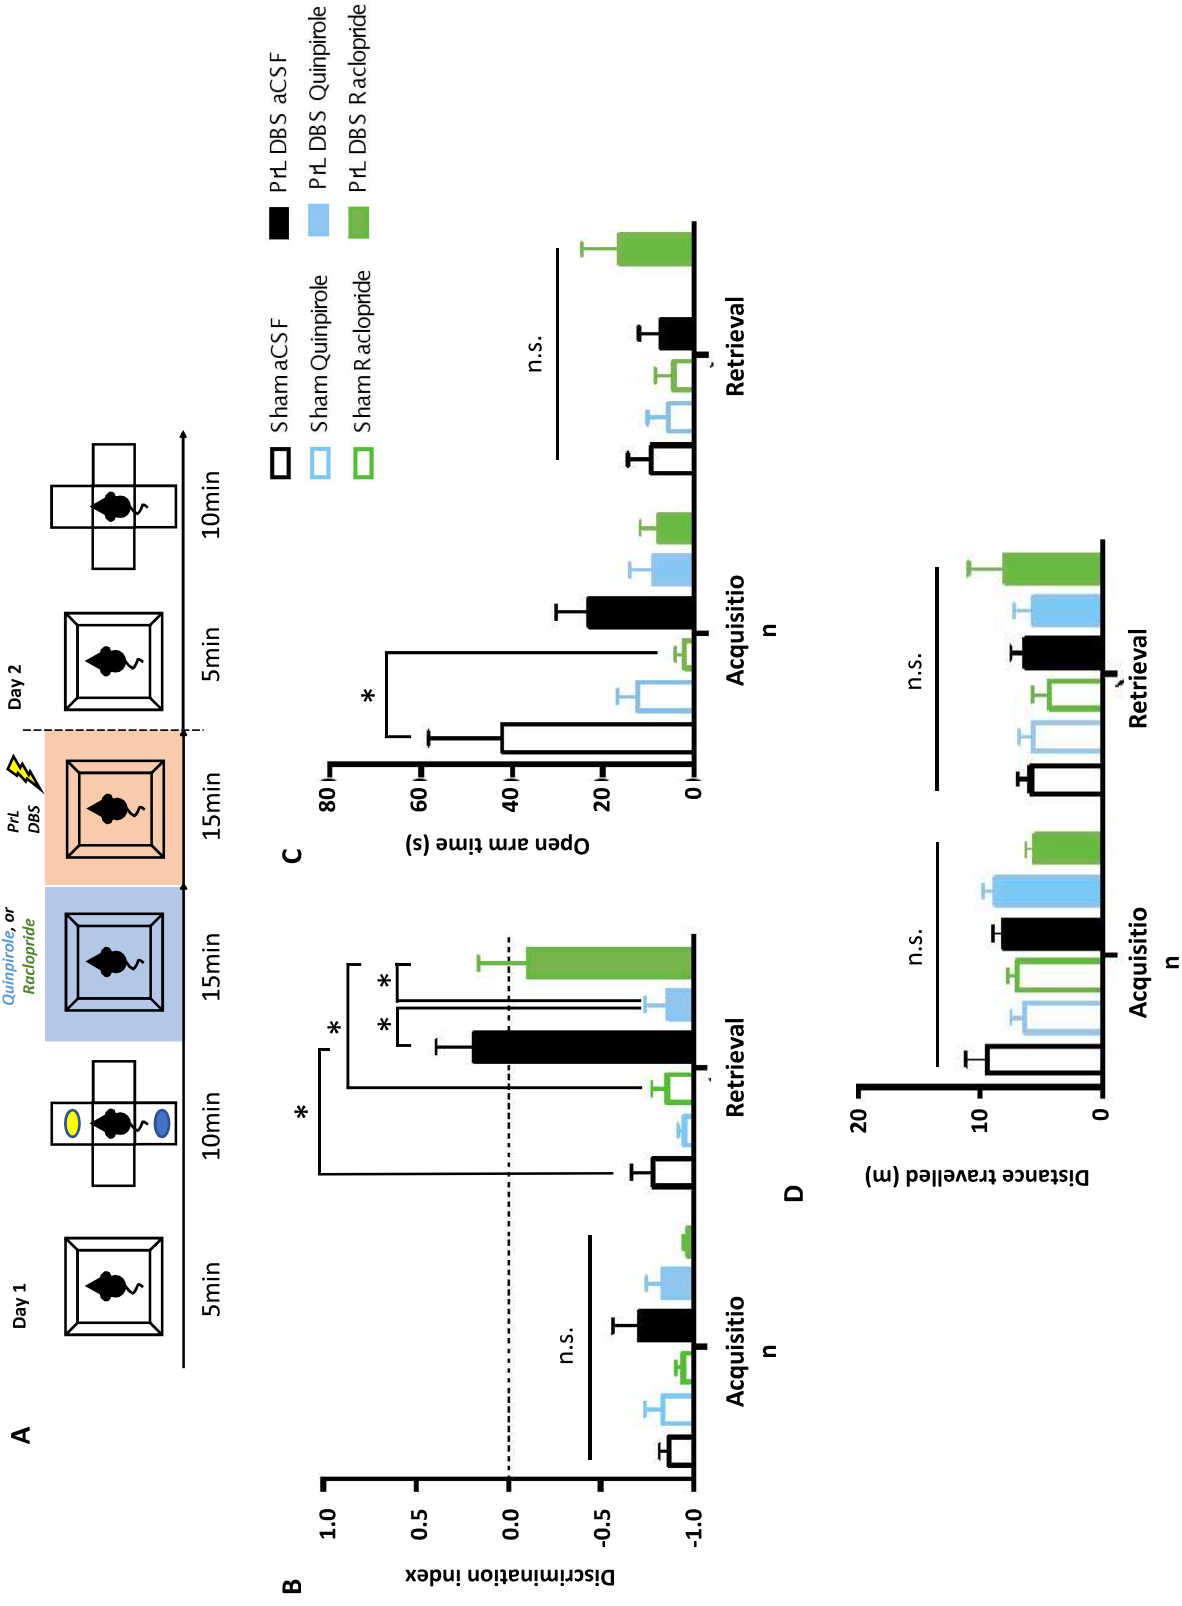 A
Day 1
Quinpirole, or
Raclopride
PrL
DBS
Day 2
5min
10min
15min
15min
5min
10min
B
Discrimination index
1.0
0.5
0.0
-0.5
-1.0
n.s.
*
*
*
*
Acquisitio
n
Retrieval
C
Open arm time (s)
80
60
40
20
0
*
n.s.
Acquisitio
n
Retrieval
Sham aCSF
PrL DBS aCSF
Sham Quinpirole
PrL DBS Quinpirole
Sham Raclopride
PrL DBS Raclopride
D
Distance travelled (m)
20
10
0
n.s.
n.s.
Acquisitio
n
Retrieval